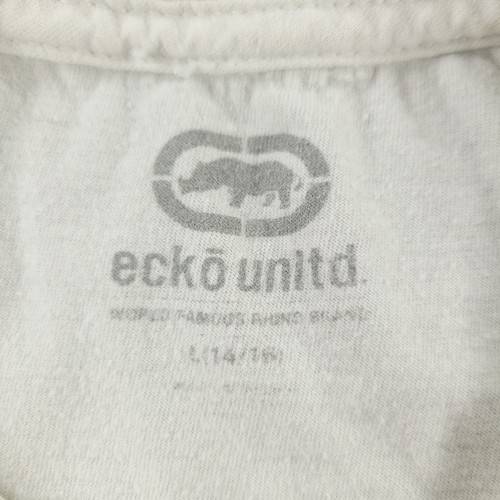 eckō unltd.
WORLD FAMOUS RHINO BRAND
L(14/16)